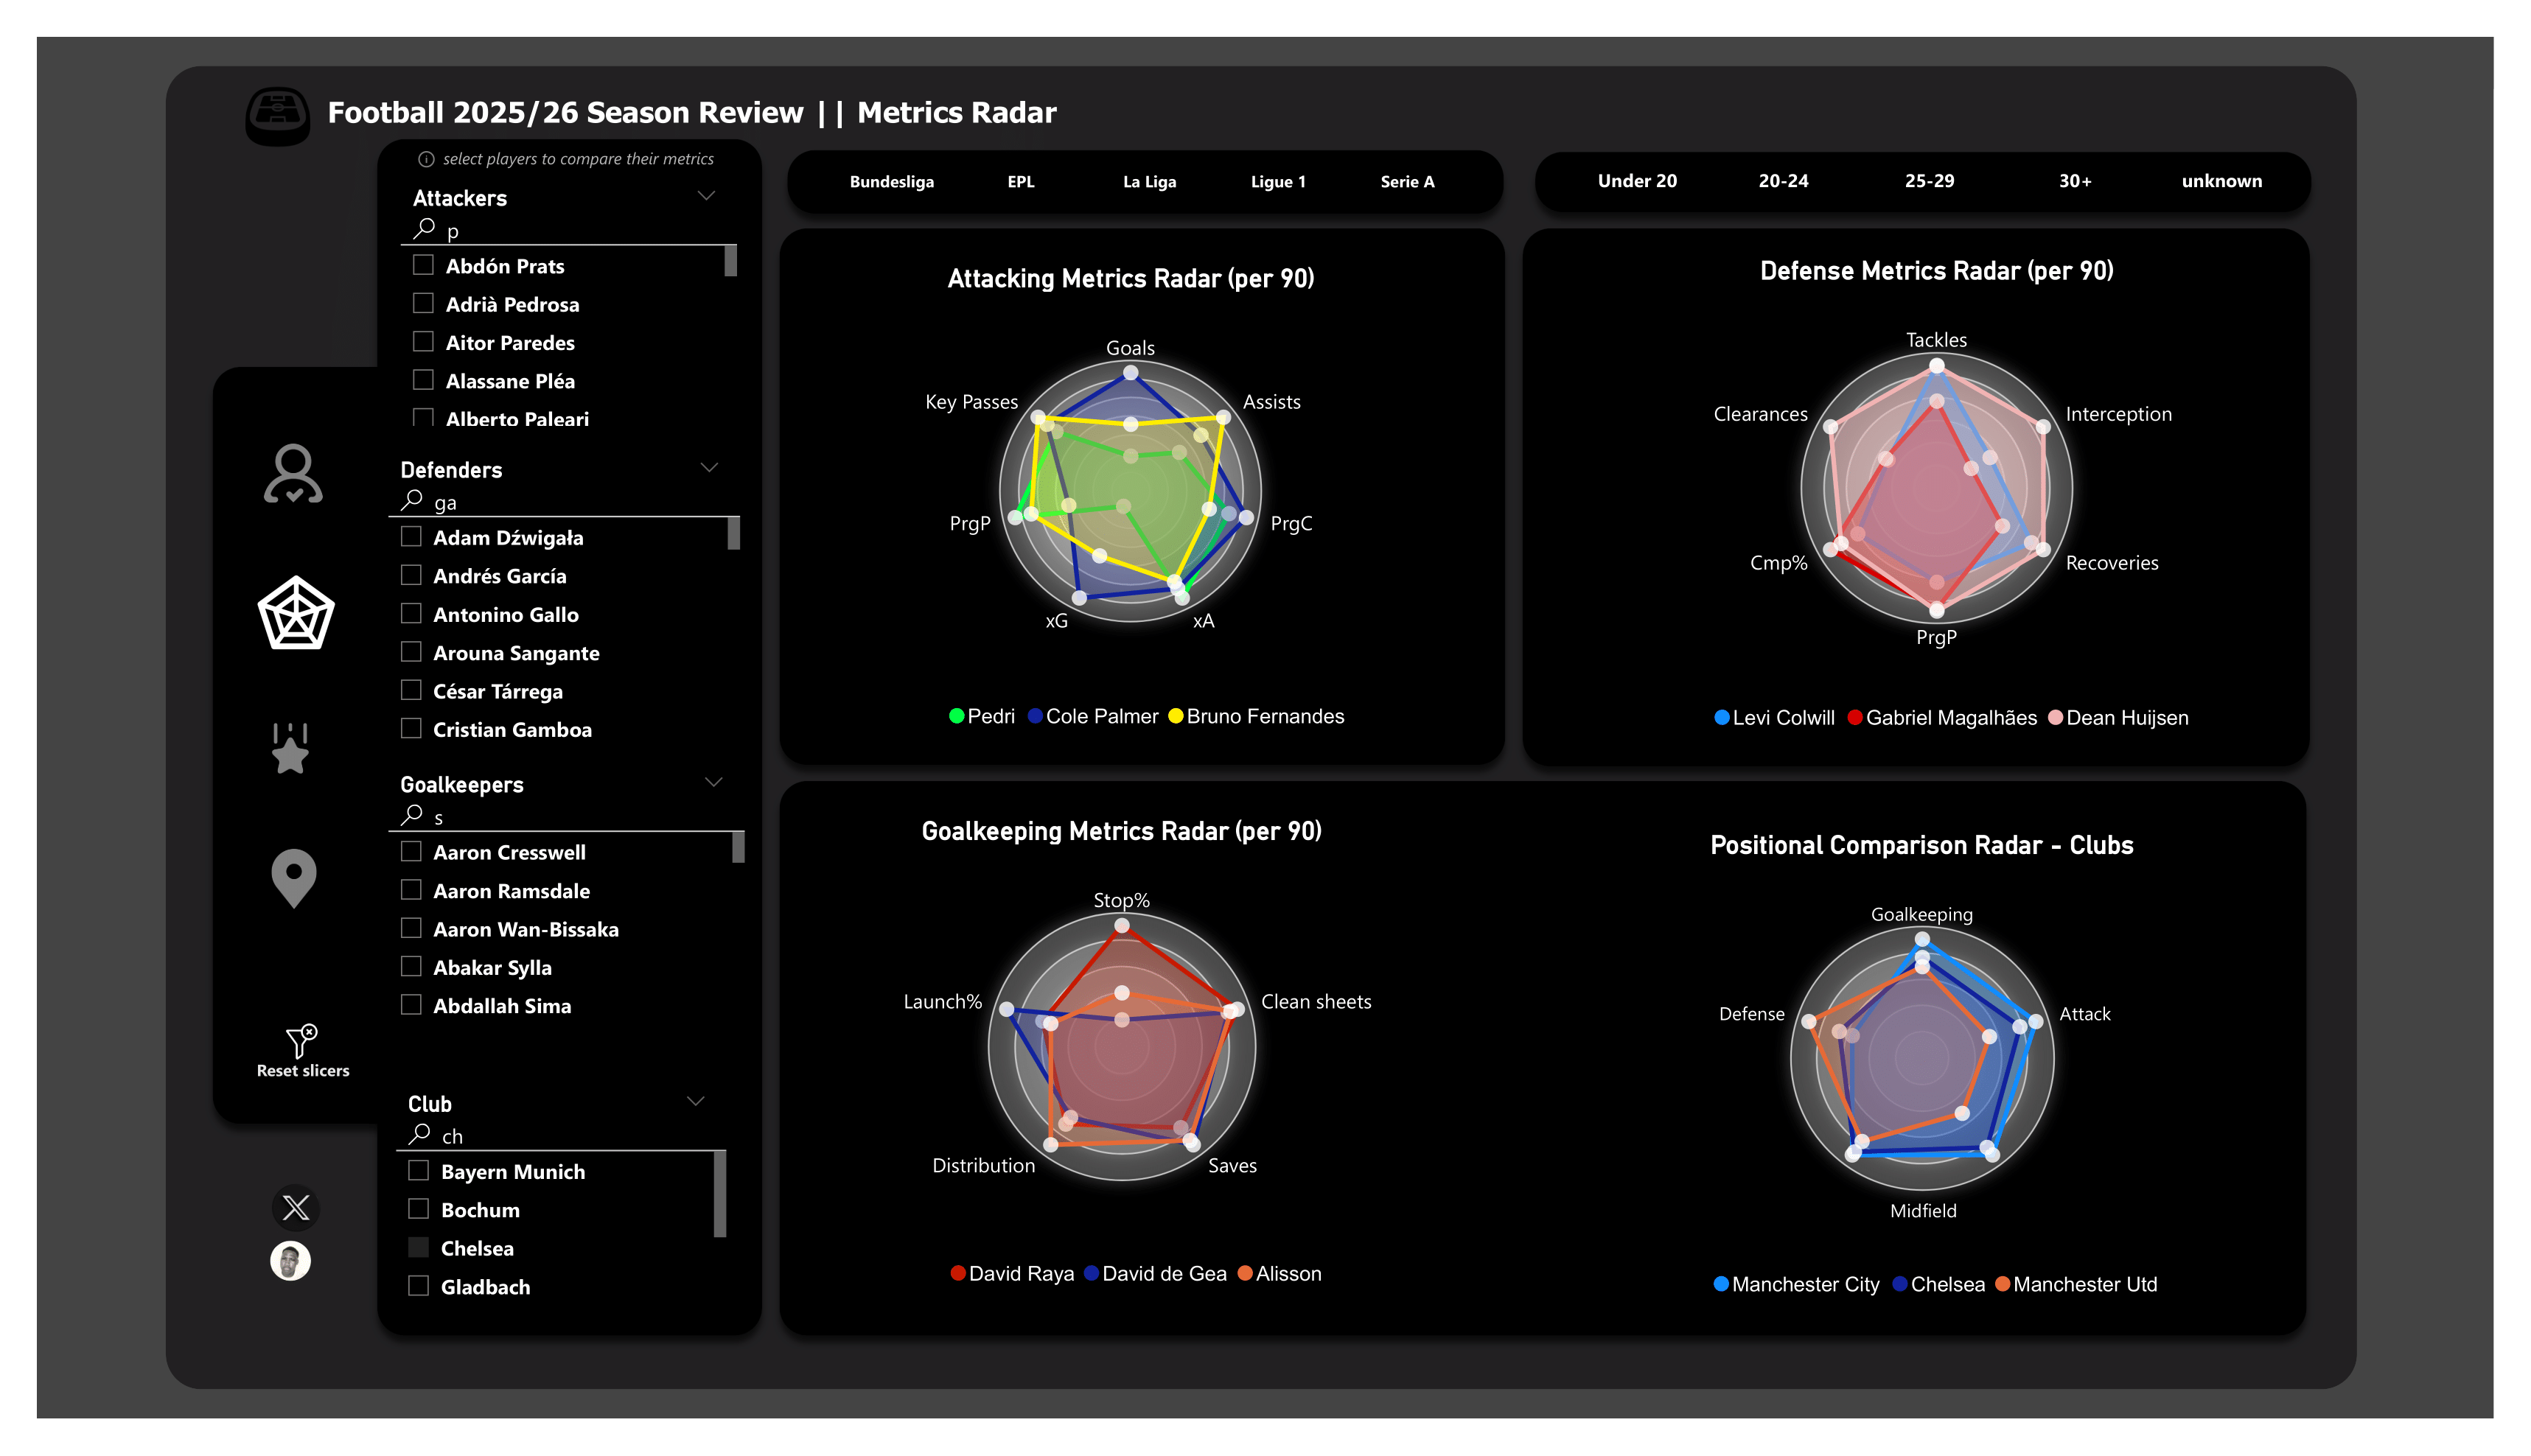 Football 2025/26 Season Review || Metrics Radar
select players to compare their metrics
Attackers
p
Abdón Prats
Adrià Pedrosa
Aitor Paredes
Alassane Pléa
Alberto Paleari
Defenders
ga
Adam Dźwigała
Andrés García
Antonino Gallo
Arouna Sangante
César Tárrega
Cristian Gamboa
Goalkeepers
s
Aaron Cresswell
Aaron Ramsdale
Aaron Wan-Bissaka
Abakar Sylla
Abdallah Sima
Reset slicers
Club
ch
Bayern Munich
Bochum
Chelsea
Gladbach
Bundesliga EPL La Liga Ligue 1 Serie A
Under 20 20-24 25-29 30+ unknown
Attacking Metrics Radar (per 90)
Goals
Key Passes Assists
PrgP PrgC
xG xA
Pedri Cole Palmer Bruno Fernandes
Defense Metrics Radar (per 90)
Tackles
Clearances Interception
Cmp% Recoveries
PrgP
Levi Colwill Gabriel Magalhães Dean Huijsen
Goalkeeping Metrics Radar (per 90)
Stop%
Launch% Clean sheets
Distribution Saves
David Raya David de Gea Alisson
Positional Comparison Radar - Clubs
Goalkeeping
Defense Attack
Midfield
Manchester City Chelsea Manchester Utd